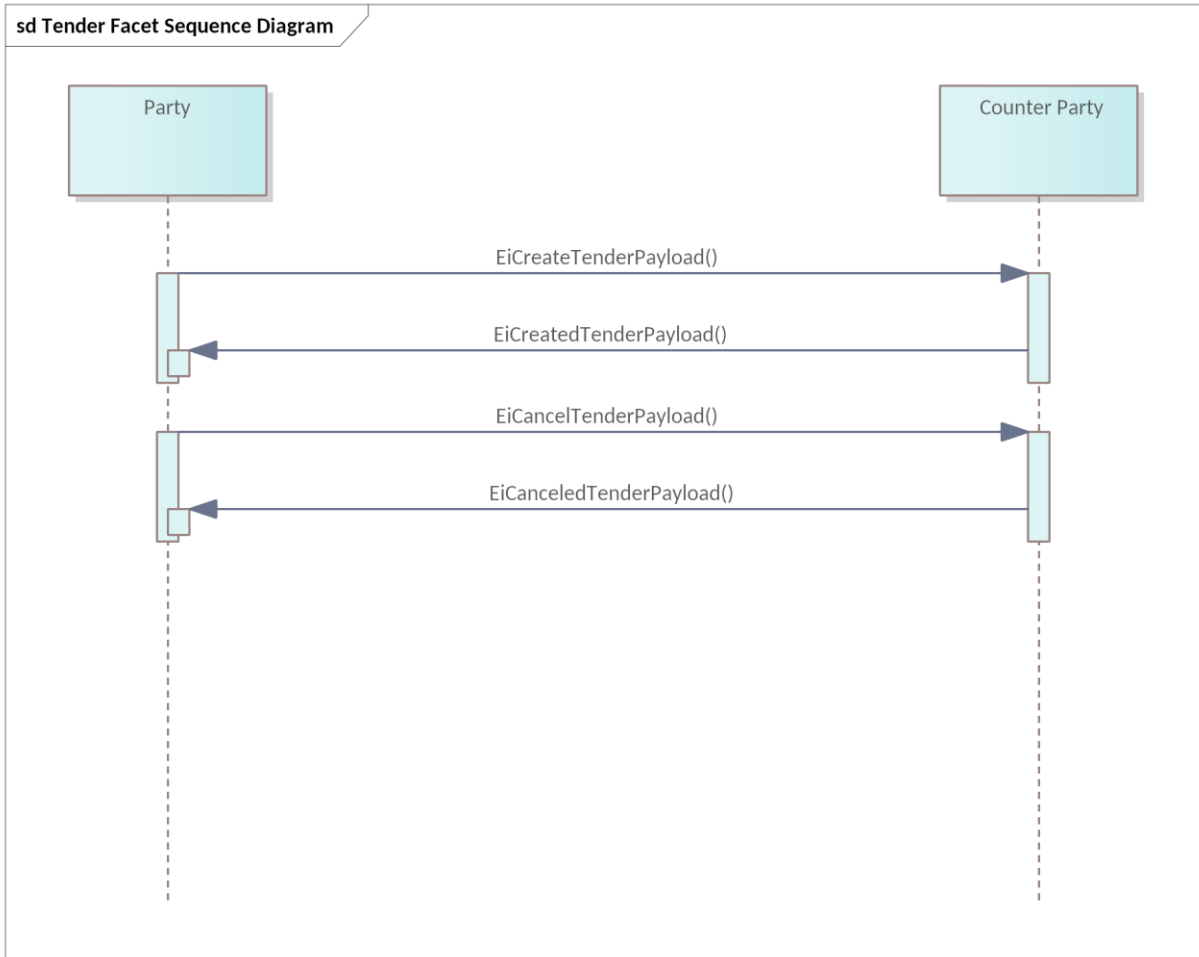 sd Tender Facet Sequence Diagram
Party
Counter Party
EiCreateTenderPayload()
EiCreatedTenderPayload()
EiCancelTenderPayload()
EiCanceledTenderPayload()